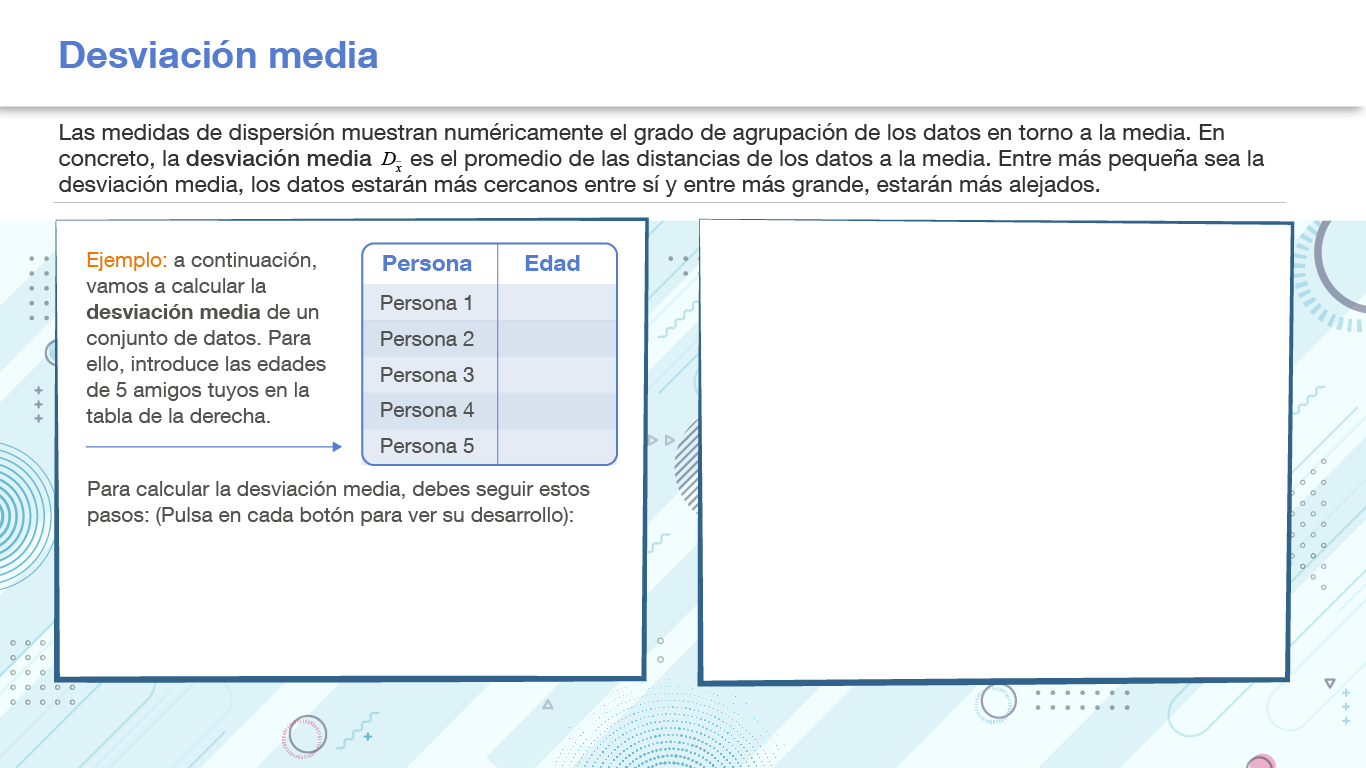 Desviación media
Las medidas de dispersión muestran numéricamente el grado de agrupación de los datos en torno a la media. En
concreto, la desviación media D_x̄ es el promedio de las distancias de los datos a la media. Entre más pequeña sea la
desviación media, los datos estarán más cercanos entre sí y entre más grande, estarán más alejados.
Ejemplo: a continuación,
vamos a calcular la
desviación media de un
conjunto de datos. Para
ello, introduce las edades
de 5 amigos tuyos en la
tabla de la derecha.
Persona Edad
Persona 1
Persona 2
Persona 3
Persona 4
Persona 5
Para calcular la desviación media, debes seguir estos
pasos: (Pulsa en cada botón para ver su desarrollo):